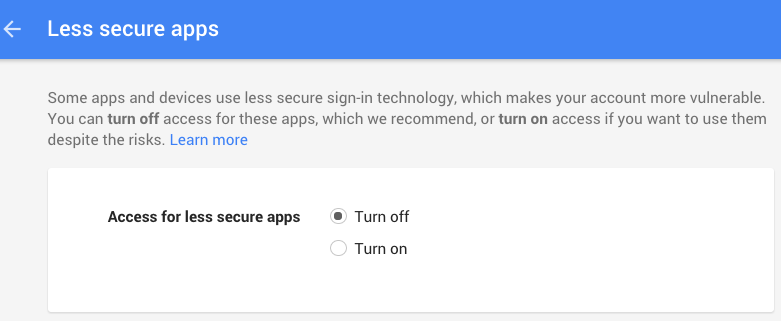 Less secure apps
Some apps and devices use less secure sign-in technology, which makes your account more vulnerable.
You can turn off access for these apps, which we recommend, or turn on access if you want to use them
despite the risks. Learn more
Access for less secure apps Turn off
Turn on